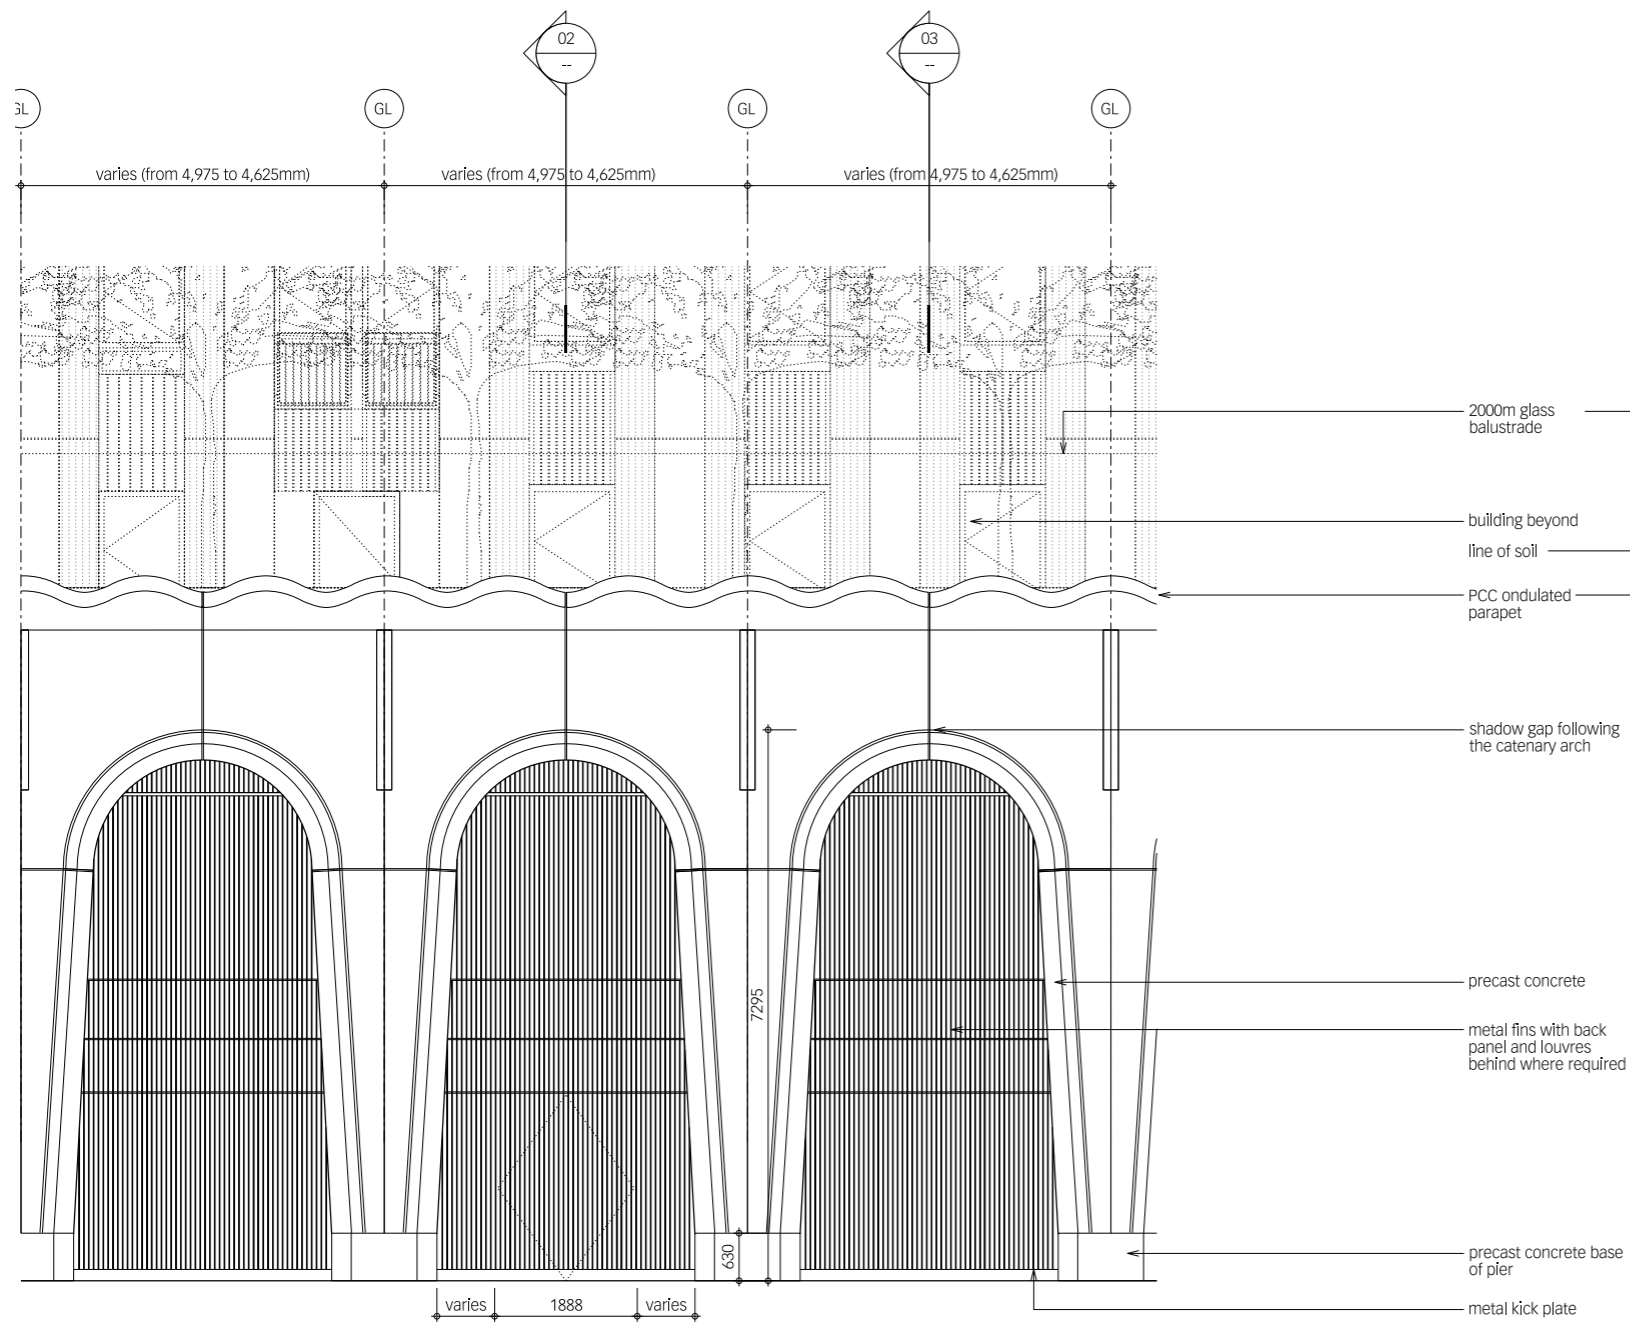 02
--
03
--
GL
GL
GL
GL
varies (from 4,975 to 4,625mm)
varies (from 4,975 to 4,625mm)
varies (from 4,975 to 4,625mm)
2000m glass
balustrade
building beyond
line of soil
PCC ondulated
parapet
shadow gap following
the catenary arch
precast concrete
7295
metal fins with back
panel and louvres
behind where required
630
precast concrete base
of pier
varies
1888
varies
metal kick plate